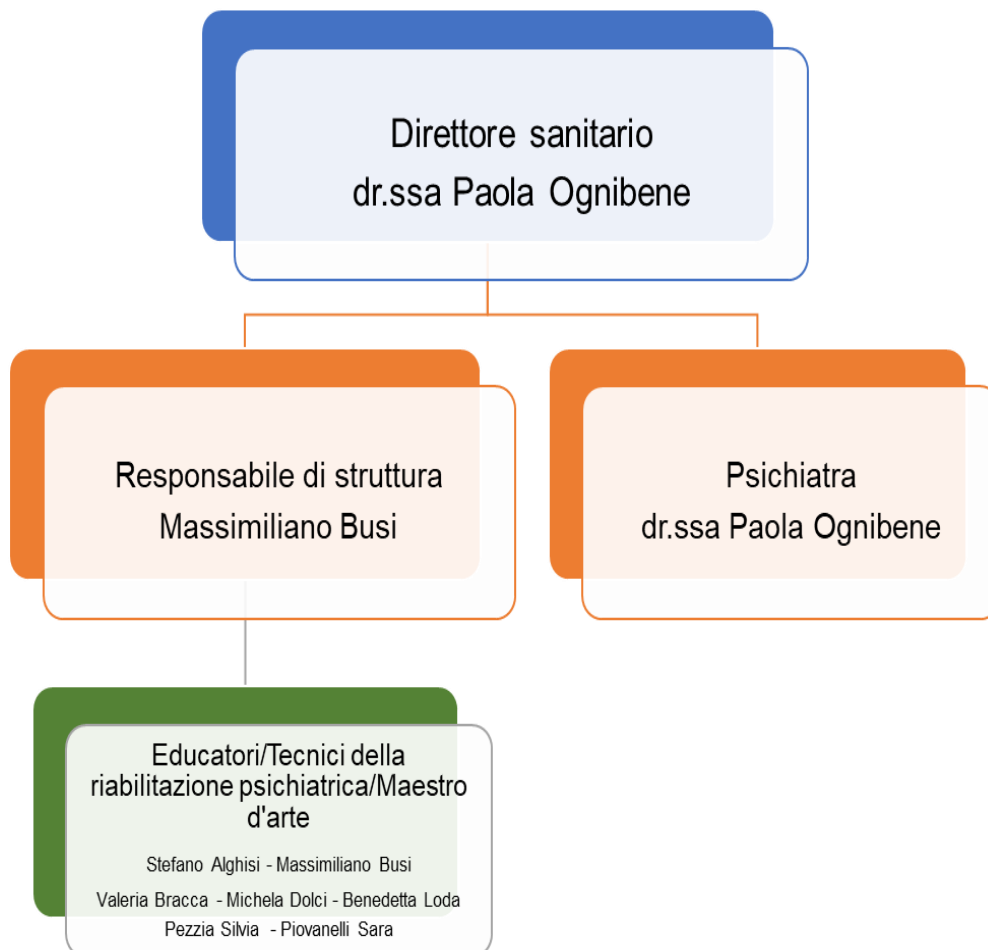 Direttore sanitario
dr.ssa Paola Ognibene
Responsabile di struttura
Massimiliano Busi
Psichiatra
dr.ssa Paola Ognibene
Educatori/Tecnici della
riabilitazione psichiatrica/Maestro
d'arte
Stefano Alghisi - Massimiliano Busi
Valeria Bracca - Michela Dolci - Benedetta Loda
Pezzia Silvia - Piovanelli Sara